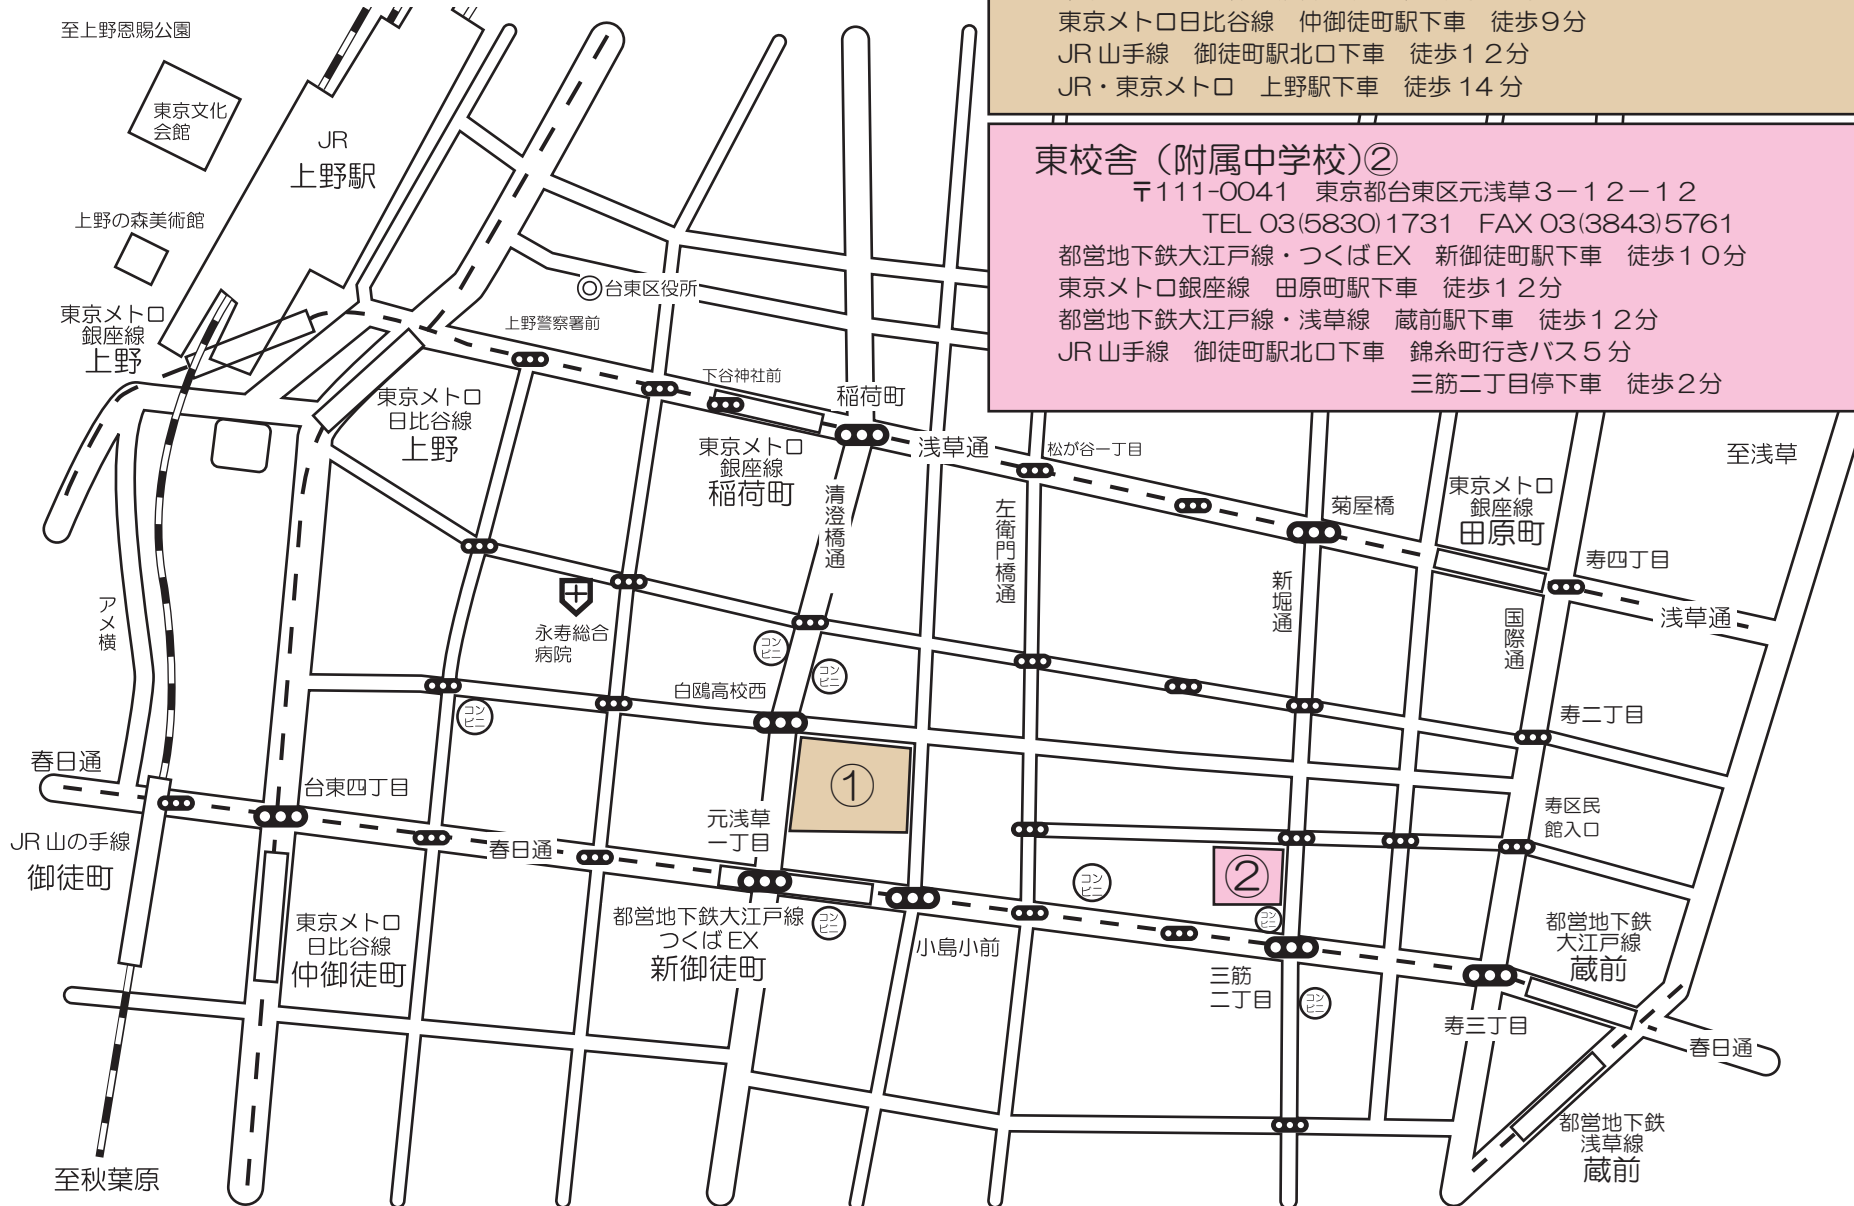 東京メトロ日比谷線　仲御徒町駅下車　徒歩９分
JR 山手線　御徒町駅北口下車　徒歩１２分
JR・東京メトロ　上野駅下車　徒歩 14 分
東校舎（附属中学校）②
〒111-0041　東京都台東区元浅草３－１２－１２
TEL 03(5830)1731　FAX 03(3843)5761
都営地下鉄大江戸線・つくば EX　新御徒町駅下車　徒歩１０分
東京メトロ銀座線　田原町駅下車　徒歩１２分
都営地下鉄大江戸線・浅草線　蔵前駅下車　徒歩１２分
JR 山手線　御徒町駅北口下車　錦糸町行きバス５分
三筋二丁目停下車　徒歩２分
至上野恩賜公園
東京文化
会館
JR
上野駅
上野の森美術館
東京メトロ
銀座線
上野
台東区役所
上野警察署前
下谷神社前
稲荷町
東京メトロ
日比谷線
上野
東京メトロ
銀座線
稲荷町
浅草通
松が谷一丁目
菊屋橋
東京メトロ
銀座線
田原町
至浅草
寿四丁目
浅草通
清澄橋通
左衛門橋通
新堀通
国際通
アメ横
永寿総合
病院
コン
ビニ
コン
ビニ
白鴎高校西
コン
ビニ
寿二丁目
春日通
台東四丁目
①
元浅草
一丁目
寿区民
館入口
JR 山の手線
御徒町
春日通
②
コン
ビニ
コン
ビニ
東京メトロ
日比谷線
仲御徒町
都営地下鉄大江戸線
つくば EX
新御徒町
コン
ビニ
小島小前
三筋
二丁目
コン
ビニ
都営地下鉄
大江戸線
蔵前
寿三丁目
春日通
都営地下鉄
浅草線
蔵前
至秋葉原